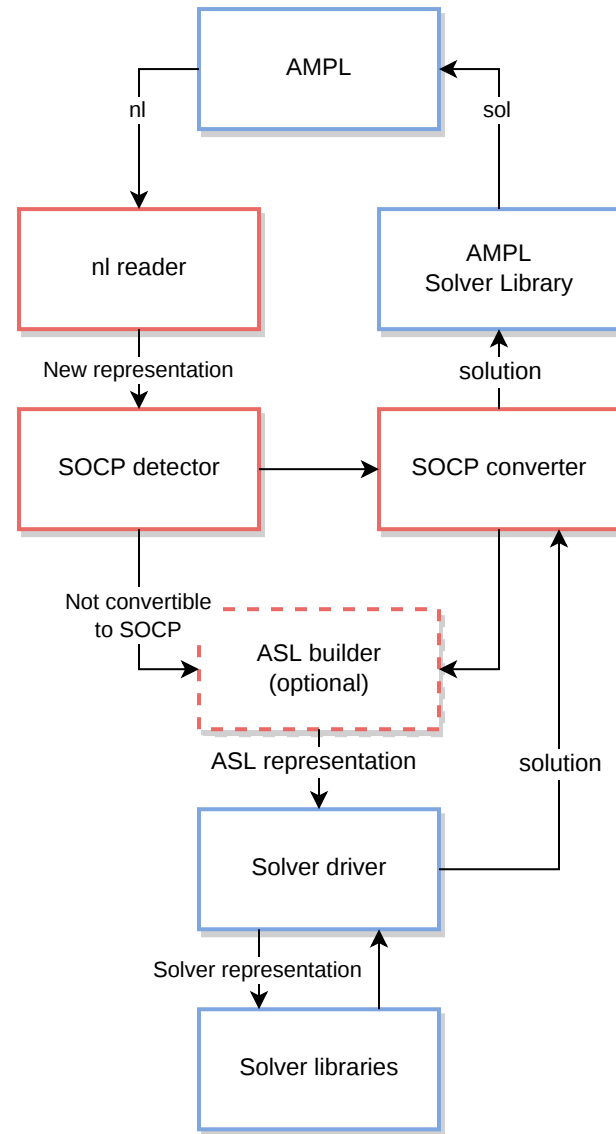 AMPL
nl
sol
nl reader
AMPL
Solver Library
New representation
solution
SOCP detector
SOCP converter
Not convertible
to SOCP
ASL builder
(optional)
ASL representation
solution
Solver driver
Solver representation
Solver libraries